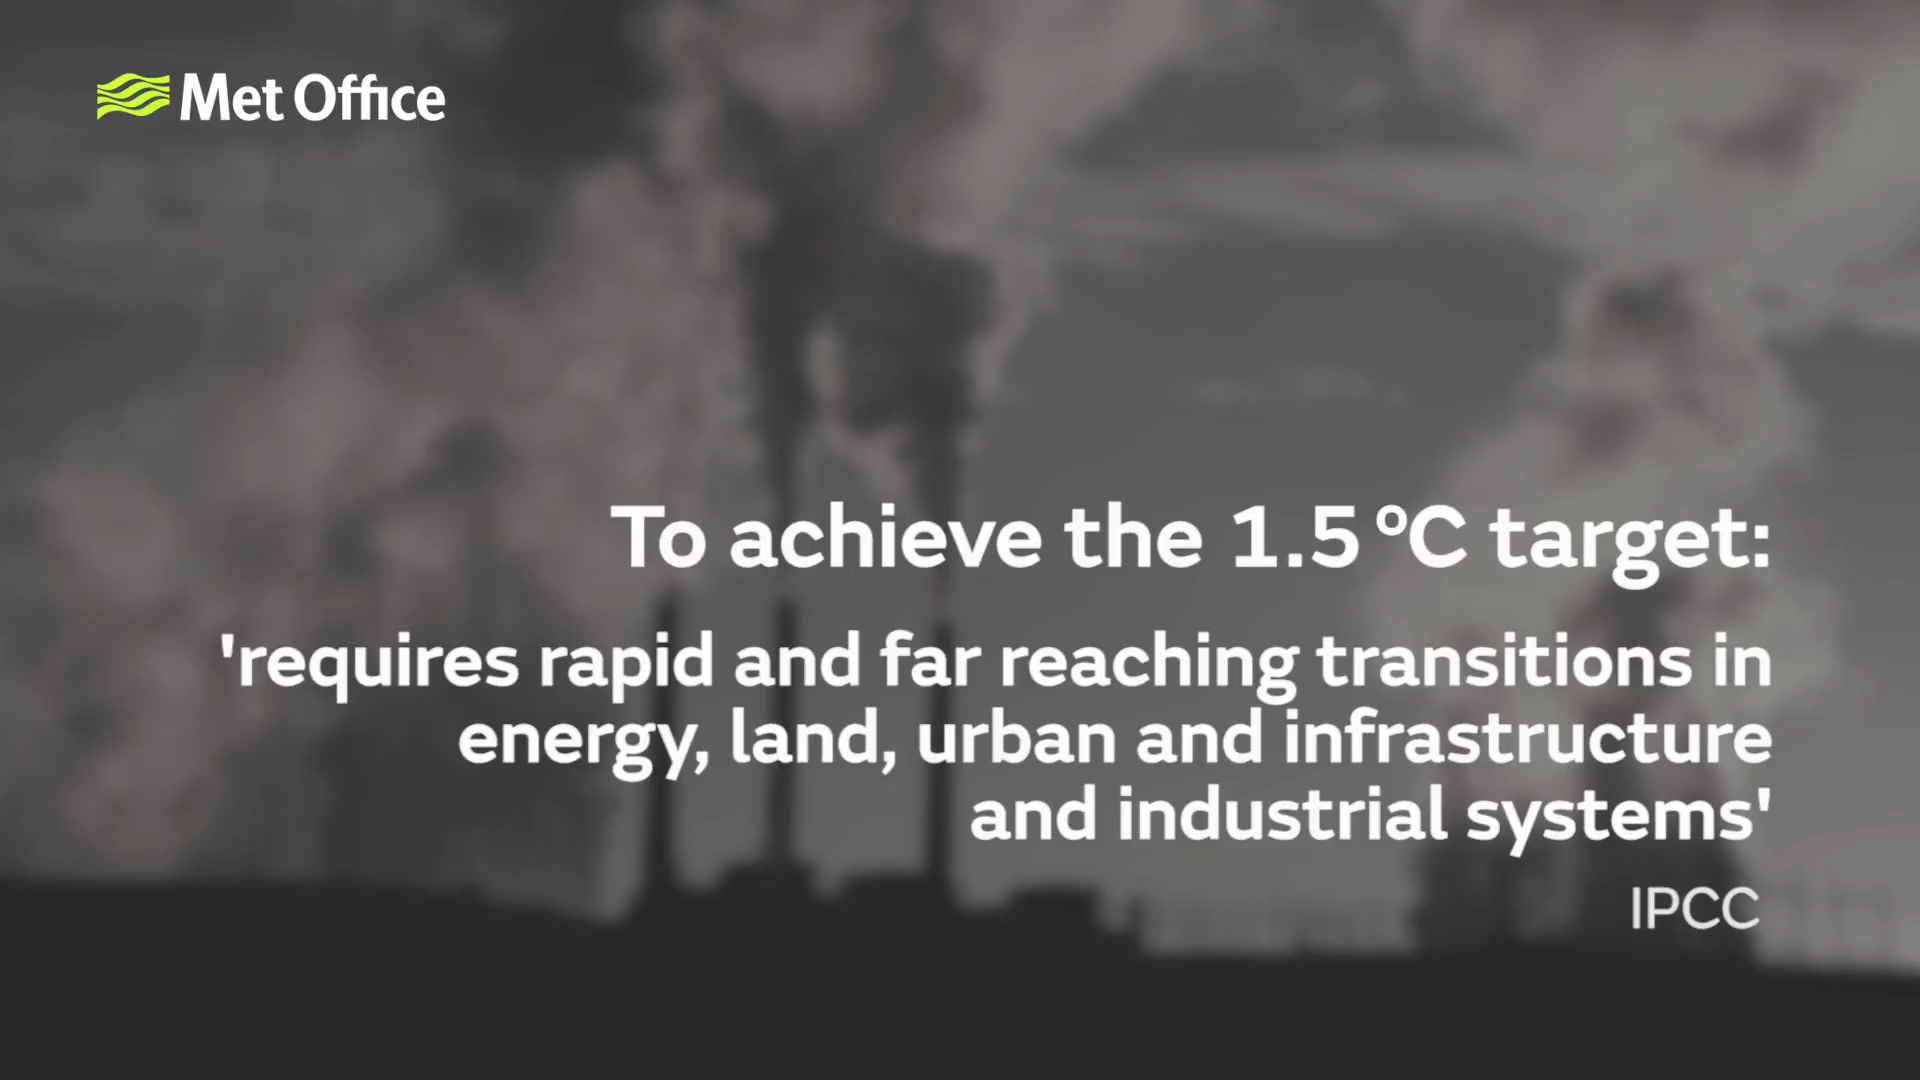 Met Office
To achieve the 1.5 °C target:
'requires rapid and far reaching transitions in
energy, land, urban and infrastructure
and industrial systems'
IPCC